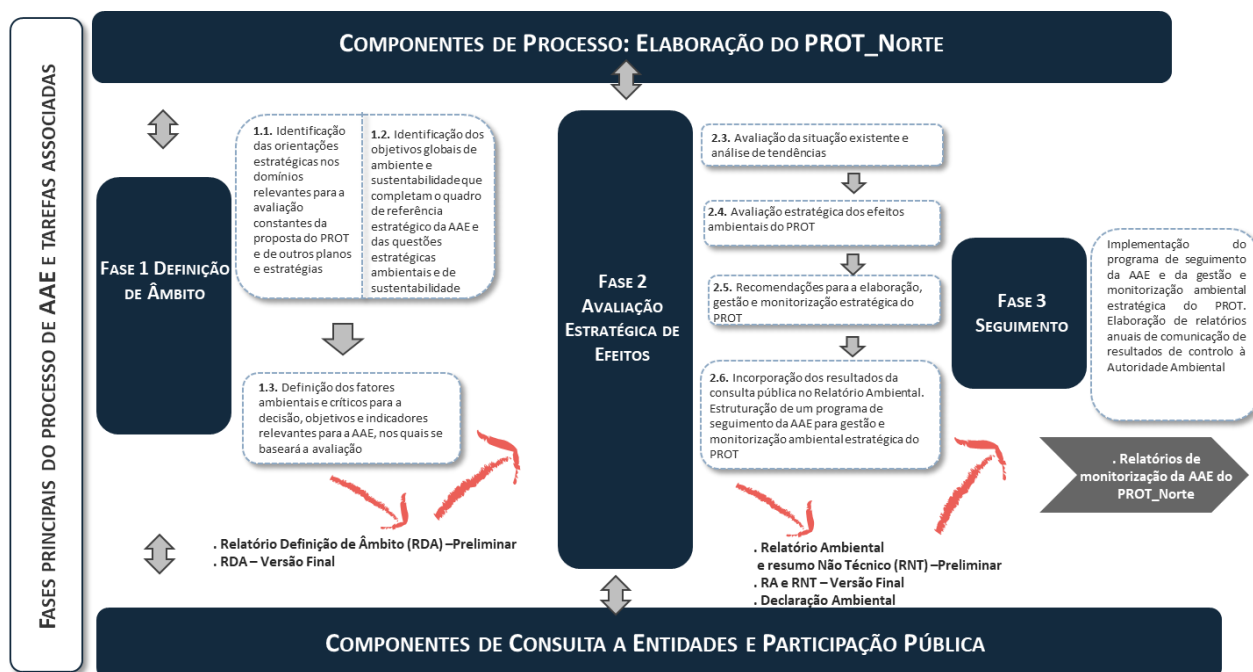 COMPONENTES DE PROCESSO: ELABORAÇÃO DO PROT_NORTE
FASES PRINCIPAIS DO PROCESSO DE AAE E TAREFAS ASSOCIADAS
FASE 1 DEFINIÇÃO
DE ÂMBITO
1.1. Identificação
das orientações
estratégicas nos
domínios
relevantes para a
avaliação
constantes da
proposta do PROT
e de outros planos
e estratégias
1.2. Identificação dos
objetivos globais de
ambiente e
sustentabilidade que
completam o quadro de
referência
estratégico da AAE e
das questões
estratégicas
ambientais e de
sustentabilidade
1.3. Definição dos fatores
ambientais e críticos para a
decisão, objetivos e indicadores
relevantes para a AAE, nos quais se
baseará a avaliação
. Relatório Definição de Âmbito (RDA) –Preliminar
. RDA – Versão Final
FASE 2
AVALIAÇÃO
ESTRATÉGICA DE
EFEITOS
2.3. Avaliação da situação existente e
análise de tendências
2.4. Avaliação estratégica dos efeitos
ambientais do PROT
2.5. Recomendações para a elaboração,
gestão e monitorização estratégica do
PROT
2.6. Incorporação dos resultados da
consulta pública no Relatório Ambiental.
Estruturação de um programa de
seguimento da AAE para gestão e
monitorização ambiental estratégica do
PROT
. Relatório Ambiental
e resumo Não Técnico (RNT) –Preliminar
. RA e RNT – Versão Final
. Declaração Ambiental
FASE 3
SEGUIMENTO
Implementação do
programa de seguimento
da AAE e da gestão e
monitorização ambiental
estratégica do PROT.
Elaboração de relatórios
anuais de comunicação de
resultados de controlo à
Autoridade Ambiental
. Relatórios de
monitorização da AAE do
PROT_Norte
COMPONENTES DE CONSULTA A ENTIDADES E PARTICIPAÇÃO PÚBLICA